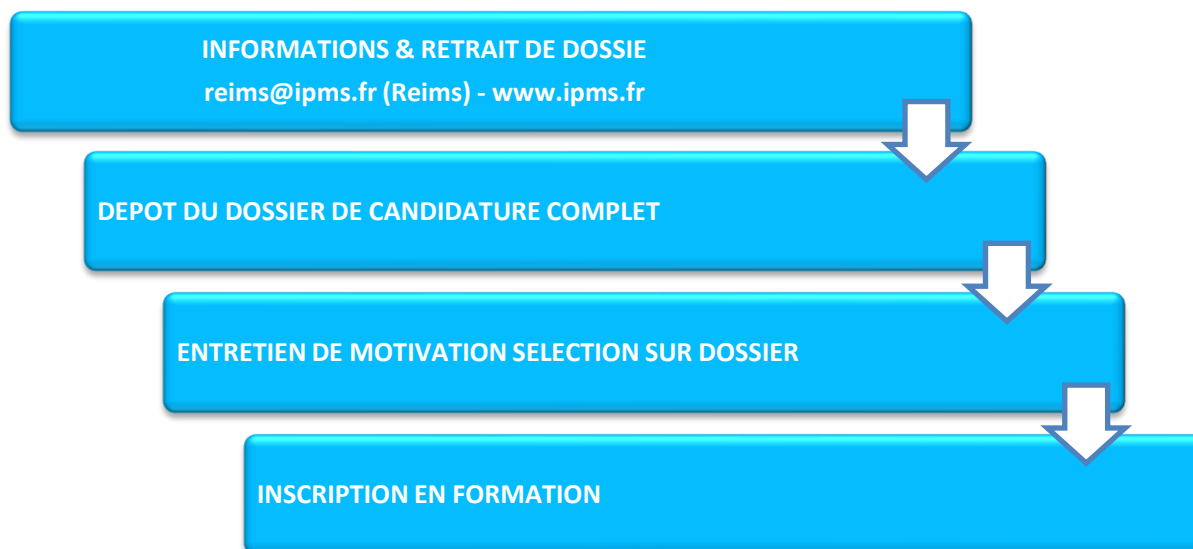 INFORMATIONS & RETRAIT DE DOSSIE
reims@ipms.fr (Reims) - www.ipms.fr
DEPOT DU DOSSIER DE CANDIDATURE COMPLET
ENTRETIEN DE MOTIVATION SELECTION SUR DOSSIER
INSCRIPTION EN FORMATION